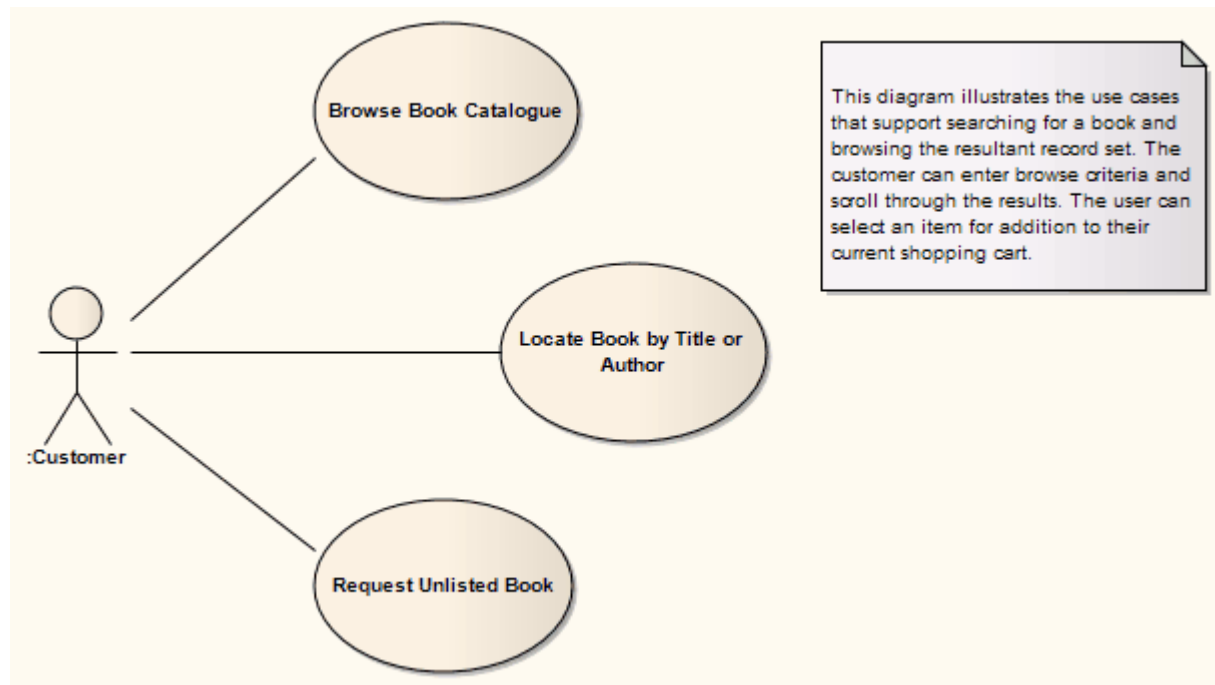 Browse Book Catalogue
This diagram illustrates the use cases
that support searching for a book and
browsing the resultant record set. The
customer can enter browse criteria and
scroll through the results. The user can
select an item for addition to their
current shopping cart.
Locate Book by Title or
Author
:Customer
Request Unlisted Book